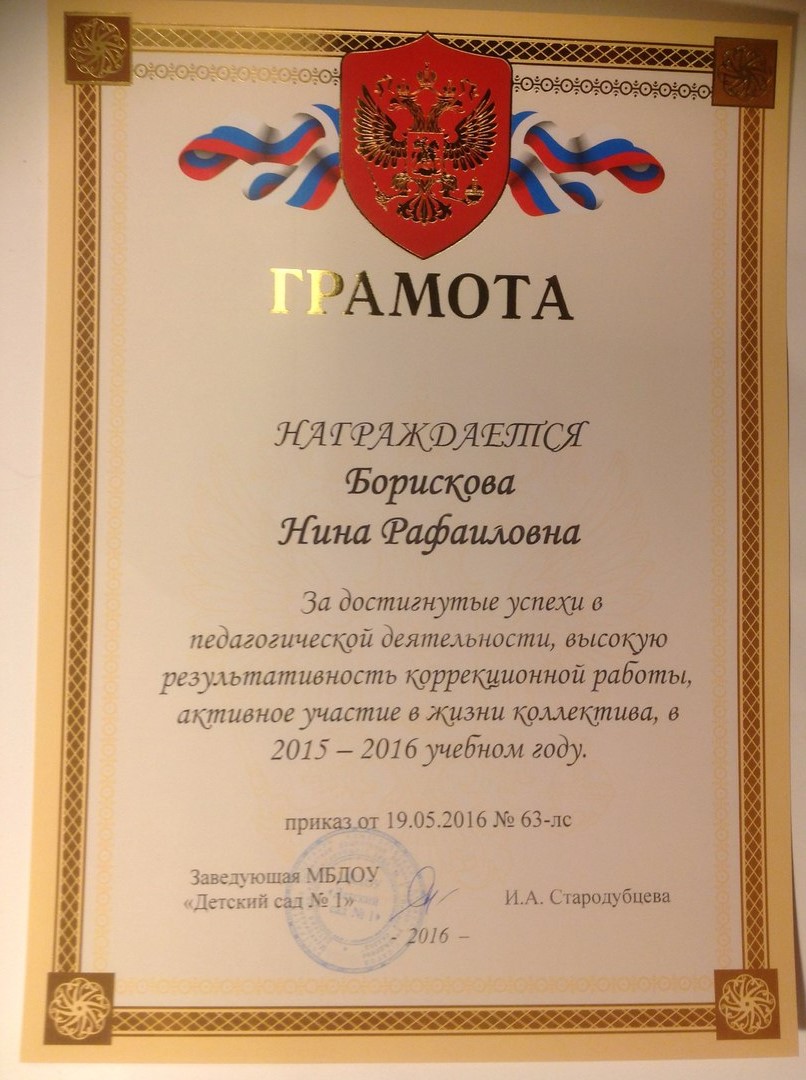 ГРАМОТА
НАГРАЖДАЕТСЯ
Борискова
Нина Рафаиловна
За достигнутые успехи в
педагогической деятельности, высокую
результативность коррекционной работы,
активное участие в жизни коллектива, в
2015 – 2016 учебном году.
приказ от 19.05.2016 № 63-лс
Заведующая МБДОУ
«Детский сад № 1»
И.А. Стародубцева
- 2016 –